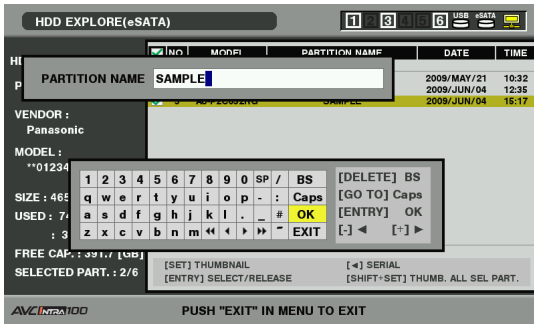 HDD EXPLORE(eSATA)
1 2 3 4 5 6 USB eSATA
NO MODEL PARTITION NAME DATE TIME
PARTITION NAME SAMPLE
2009/MAY/21 10:32
2009/JUN/04 12:35
SAMPLE 2009/JUN/04 15:17
VENDOR :
Panasonic
MODEL :
**01234
1 2 3 4 5 6 7 8 9 0 SP / BS
q w e r t y u i o p - : Caps
a s d f g h j k l . _ # OK
z x c v b n m ◀◀ ◀ ▶ ▶▶ ~ EXIT
[DELETE] BS
[GO TO] Caps
[ENTRY] OK
[-] ◀ [+] ▶
SIZE : 465
USED : 74
: 3
FREE CAP. : 391.7 [GB]
SELECTED PART. : 2/6
[SET] THUMBNAIL [◀] SERIAL
[ENTRY] SELECT/RELEASE [SHIFT+SET] THUMB. ALL SEL PART.
AVC INTRA 100 PUSH "EXIT" IN MENU TO EXIT